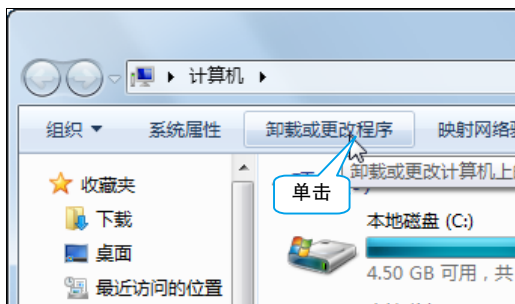 计算机
组织 系统属性 卸载或更改程序 映射网络
卸载或更改计算机上
单击
收藏夹
下载
桌面
最近访问的位置
本地磁盘 (C:)
4.50 GB 可用，共